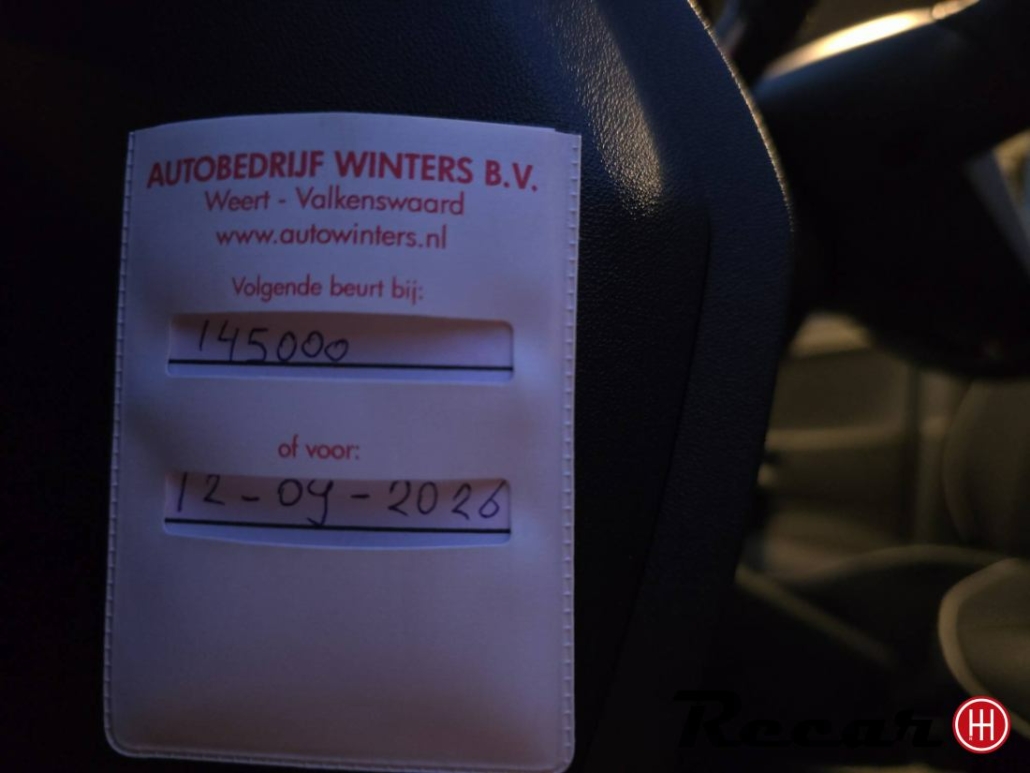 AUTOBEDRIJF WINTERS B.V.
Weert - Valkenswaard
www.autowinters.nl
Volgende beurt bij:
145000
of voor:
12-09-2026
Recar